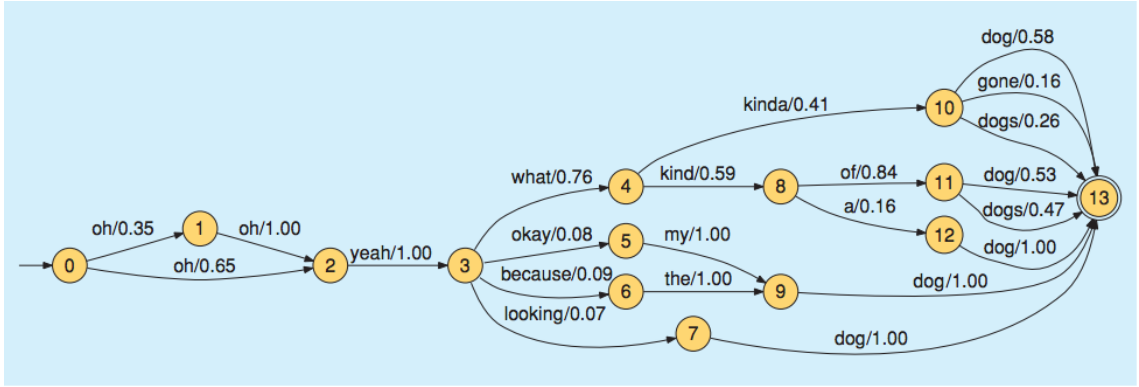 dog/0.58
gone/0.16
kinda/0.41
10
dogs/0.26
what/0.76
4
kind/0.59
8
of/0.84
11
dog/0.53
13
a/0.16
dogs/0.47
oh/0.35
1
oh/1.00
okay/0.08
5
my/1.00
12
dog/1.00
0
oh/0.65
2
yeah/1.00
3
because/0.09
6
the/1.00
9
dog/1.00
looking/0.07
7
dog/1.00